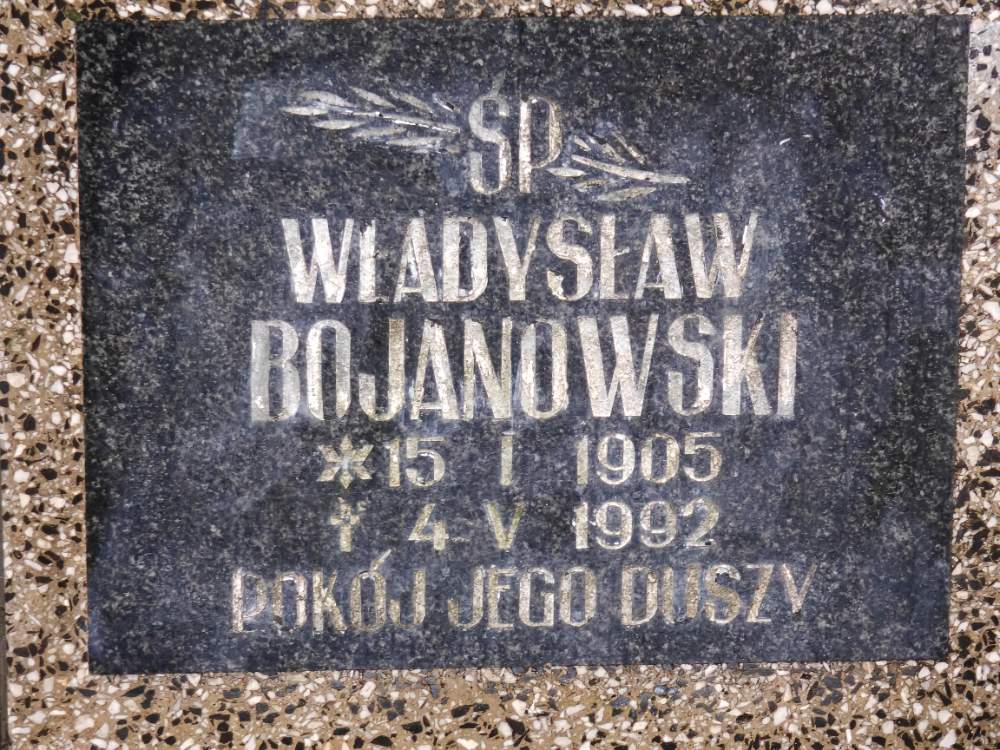 ŚP
WŁADYSŁAW
BOJANOWSKI
*15 I 1905
† 4 V 1992
POKÓJ JEGO DUSZY